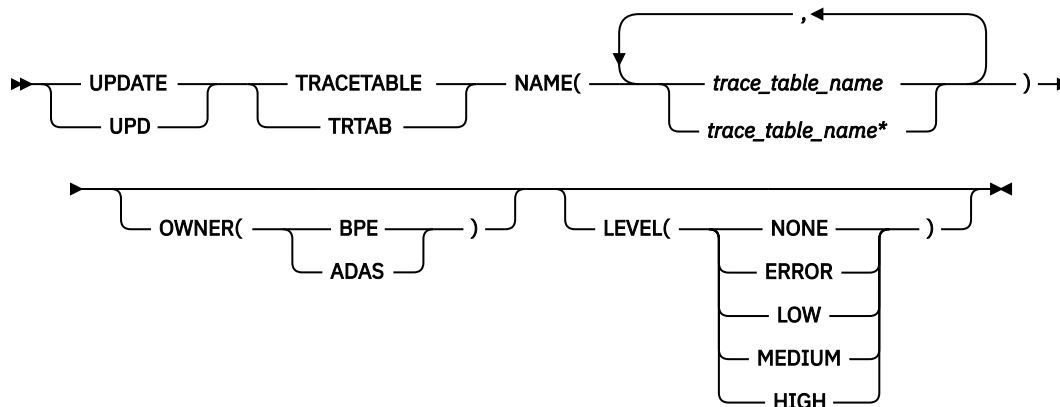 ,
UPDATE TRACETABLE NAME( trace_table_name )
UPD TRTAB trace_table_name*
OWNER( BPE ) LEVEL( NONE )
ADAS ERROR
LOW
MEDIUM
HIGH